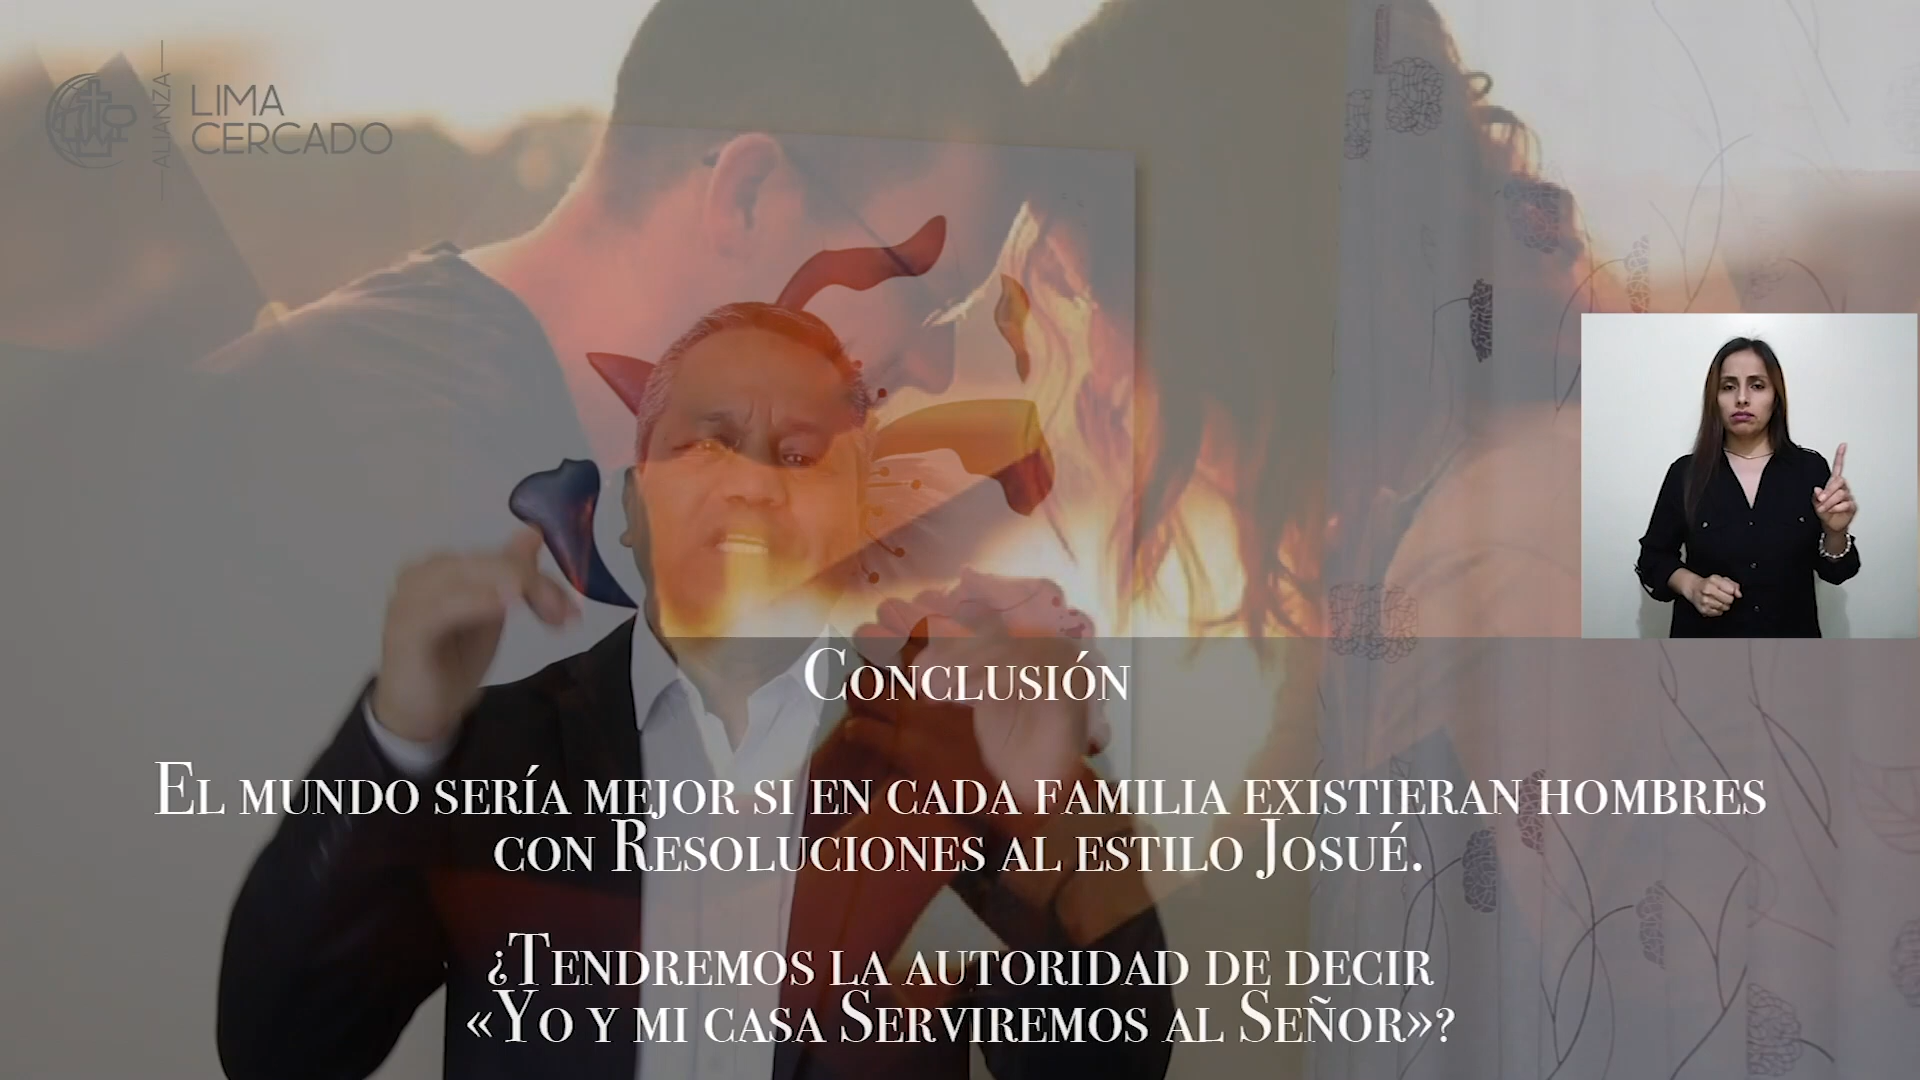 ALIANZA
LIMA
CERCADO
Conclusión
El mundo sería mejor si en cada familia existieran hombres
con Resoluciones al estilo Josué.
¿Tendremos la autoridad de decir
«Yo y mi casa Serviremos al Señor»?